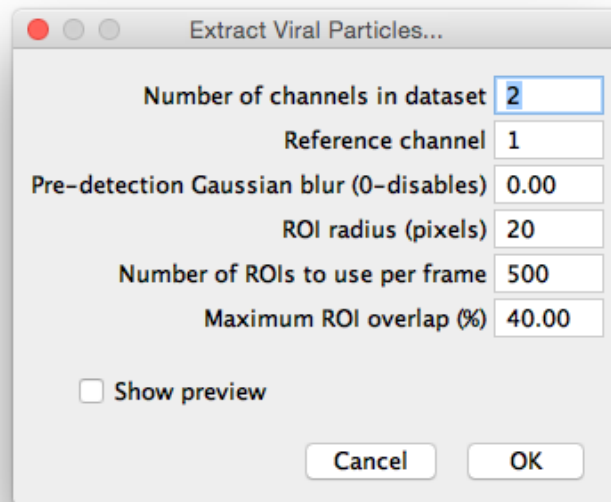 Extract Viral Particles...
Number of channels in dataset 2
Reference channel 1
Pre-detection Gaussian blur (0-disables) 0.00
ROI radius (pixels) 20
Number of ROIs to use per frame 500
Maximum ROI overlap (%) 40.00
Show preview
Cancel OK